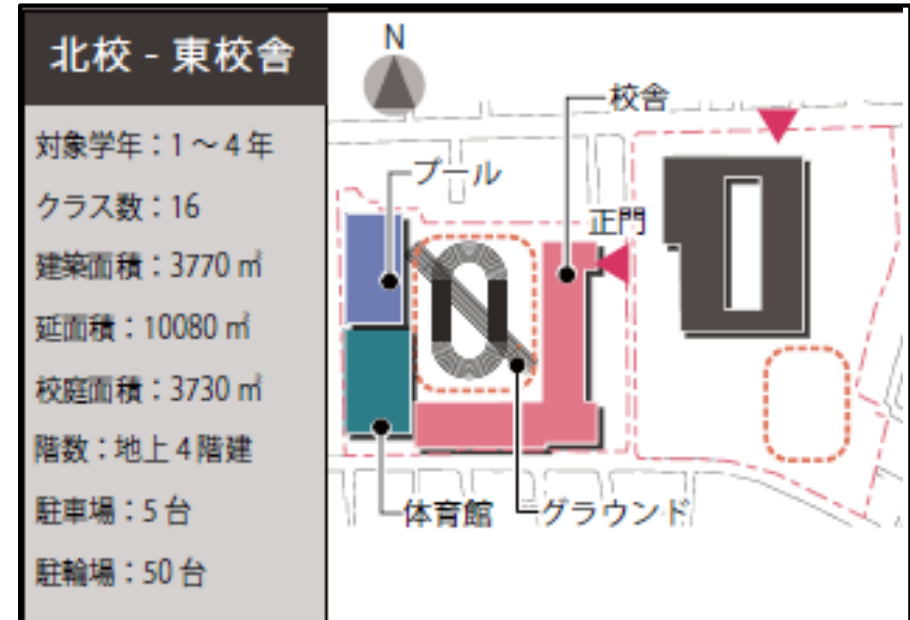 北校 - 東校舎
対象学年：1～4年
クラス数：16
建築面積：3770 ㎡
延面積：10080 ㎡
校庭面積：3730 ㎡
階数：地上4階建
駐車場：5台
駐輪場：50台
N
校舎
プール
正門
体育館
グラウンド